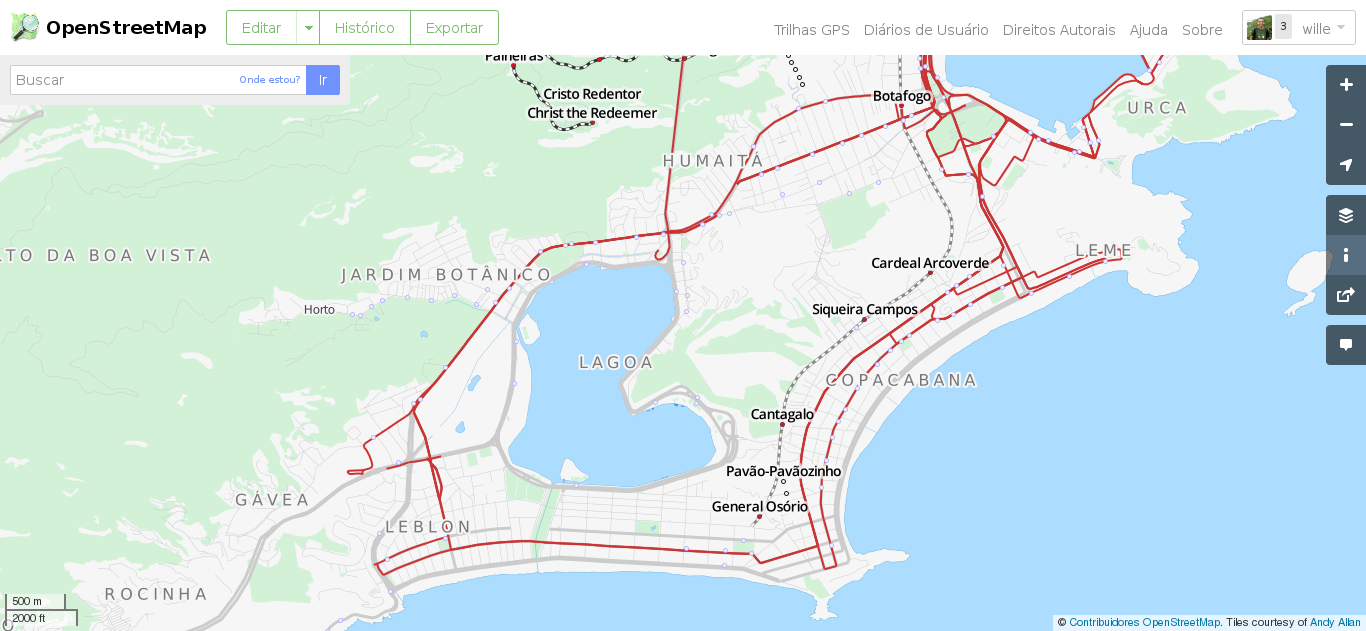 OpenStreetMap
Editar
Histórico
Exportar
Trilhas GPS
Diários de Usuário
Direitos Autorais
Ajuda
Sobre
3
wille
Buscar
Onde estou?
Ir
Paineiras
Cristo Redentor
Christ the Redeemer
Botafogo
URCA
HUMAITÁ
LTO DA BOA VISTA
JARDIM BOTÂNICO
Cardeal Arcoverde
LEME
Horto
Siqueira Campos
LAGOA
COPACABANA
Cantagalo
Pavão-Pavãozinho
GÁVEA
General Osório
LEBLON
ROCINHA
500 m
2000 ft
© Contribuidores OpenStreetMap. Tiles courtesy of Andy Allan